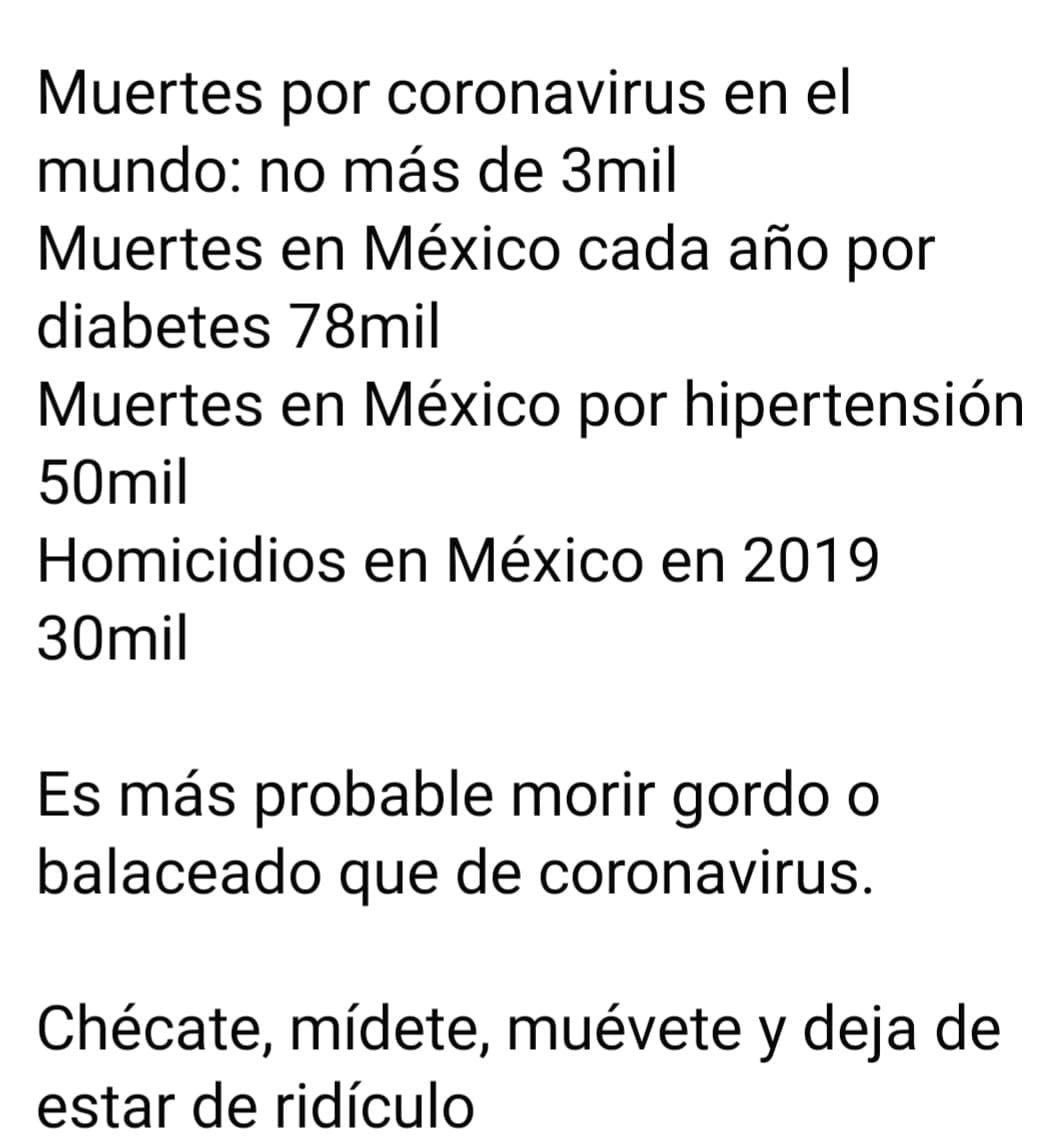 Muertes por coronavirus en el
mundo: no más de 3mil
Muertes en México cada año por
diabetes 78mil
Muertes en México por hipertensión
50mil
Homicidios en México en 2019
30mil
Es más probable morir gordo o
balaceado que de coronavirus.
Chécate, mídete, muévete y deja de
estar de ridículo